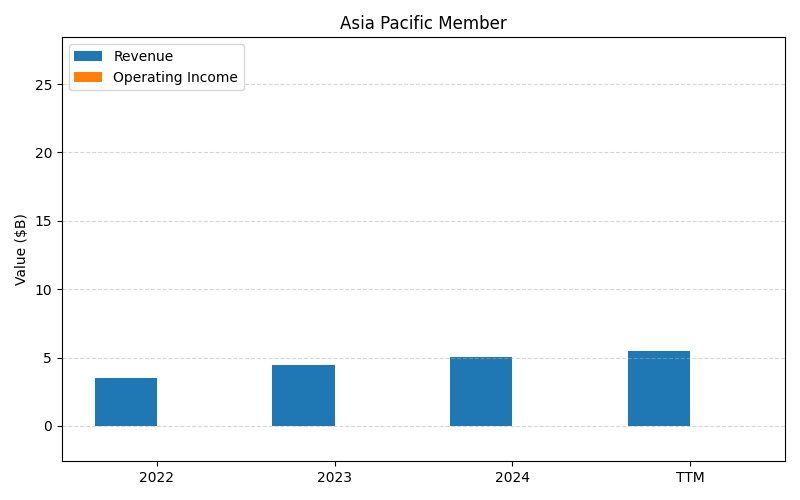 Asia Pacific Member
Revenue
Operating Income
Value ($B)
25
20
15
10
5
0
2022
2023
2024
TTM